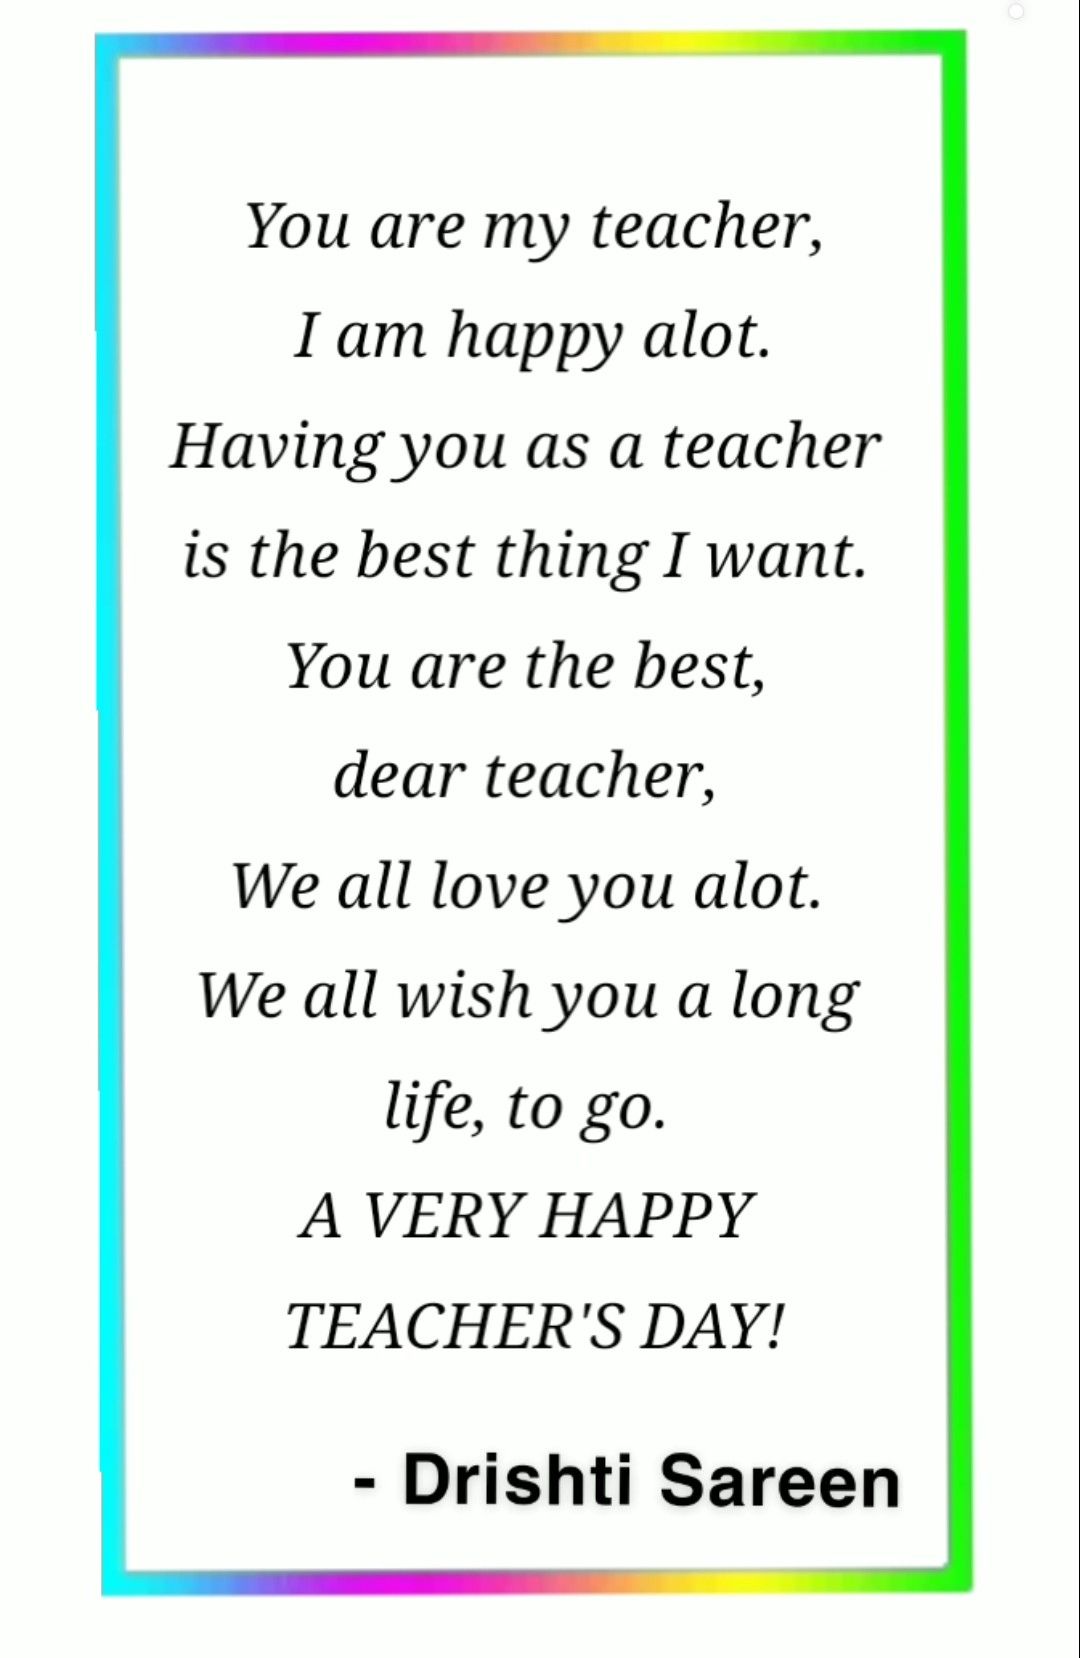 You are my teacher,
I am happy alot.
Having you as a teacher
is the best thing I want.
You are the best,
dear teacher,
We all love you alot.
We all wish you a long
life, to go.
A VERY HAPPY
TEACHER'S DAY!
- Drishti Sareen